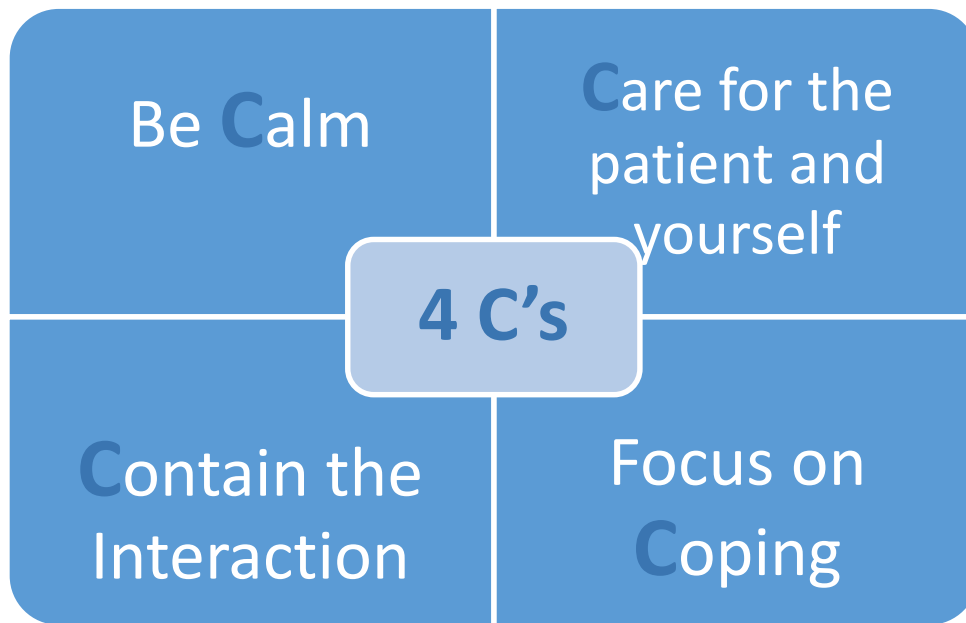 Be Calm
Care for the
patient and
yourself
4 C’s
Contain the
Interaction
Focus on
Coping